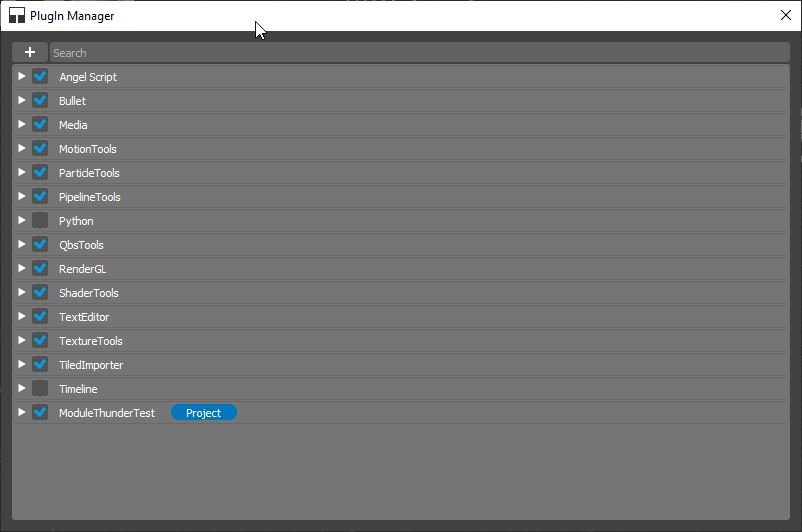 PlugIn Manager
Search
Angel Script
Bullet
Media
MotionTools
ParticleTools
PipelineTools
Python
QbsTools
RenderGL
ShaderTools
TextEditor
TextureTools
TiledImporter
Timeline
ModuleThunderTest Project